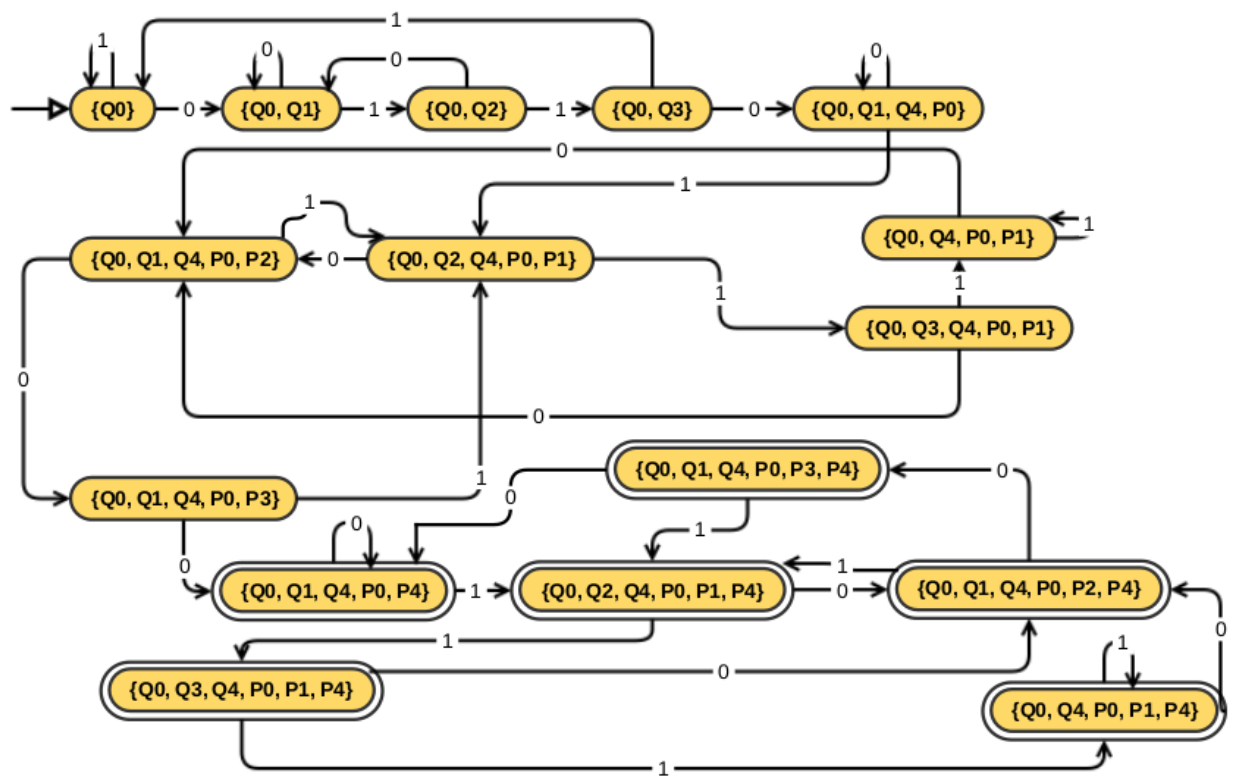 1
1 0 0 0
{Q0} 0 {Q0, Q1} 1 {Q0, Q2} 1 {Q0, Q3} 0 {Q0, Q1, Q4, P0}
0
1
1 {Q0, Q4, P0, P1} 1
{Q0, Q1, Q4, P0, P2} 0 {Q0, Q2, Q4, P0, P1}
1 1
{Q0, Q3, Q4, P0, P1}
0
0
{Q0, Q1, Q4, P0, P3, P4} 0
1
{Q0, Q1, Q4, P0, P3} 0
0 1
0 1
{Q0, Q1, Q4, P0, P4} 1 {Q0, Q2, Q4, P0, P1, P4} 0 {Q0, Q1, Q4, P0, P2, P4}
0
1 1
0
{Q0, Q3, Q4, P0, P1, P4}
{Q0, Q4, P0, P1, P4}
1